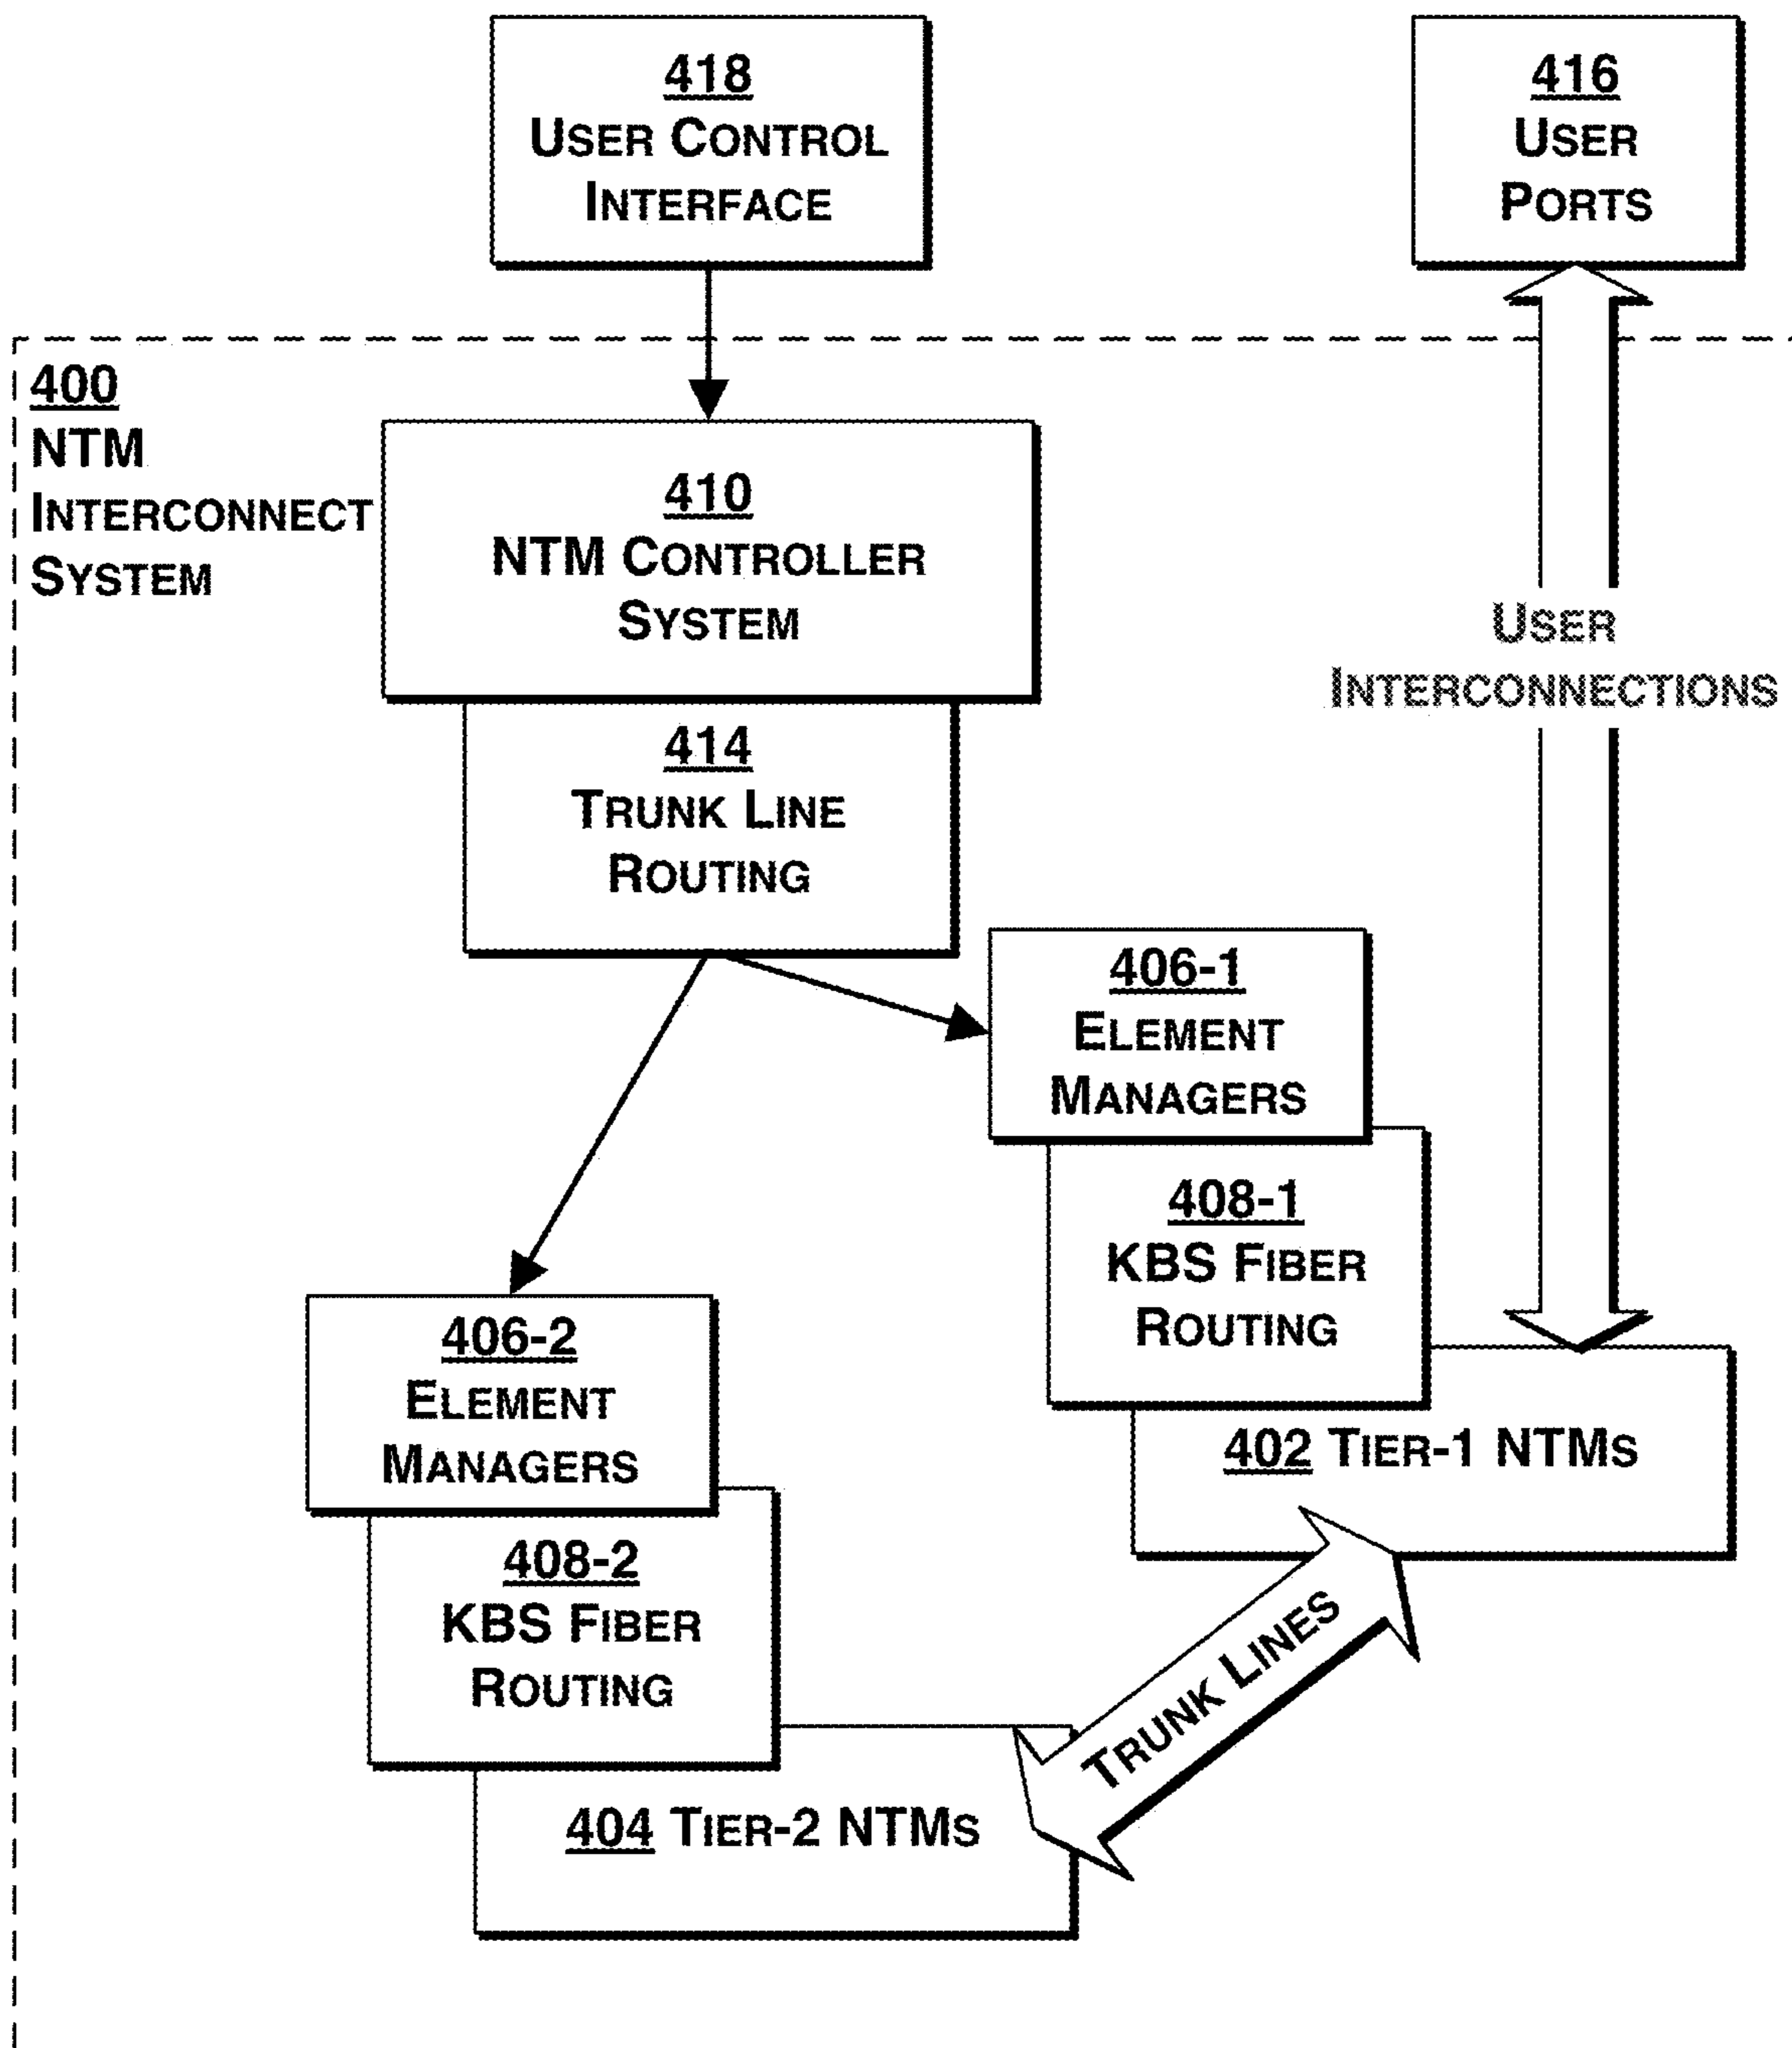 418
USER CONTROL
INTERFACE
416
USER
PORTS
400
NTM
INTERCONNECT
SYSTEM
410
NTM CONTROLLER
SYSTEM
USER
INTERCONNECTIONS
414
TRUNK LINE
ROUTING
406-1
ELEMENT
MANAGERS
408-1
KBS FIBER
ROUTING
402 TIER-1 NTMS
406-2
ELEMENT
MANAGERS
408-2
KBS FIBER
ROUTING
404 TIER-2 NTMS
TRUNK LINES